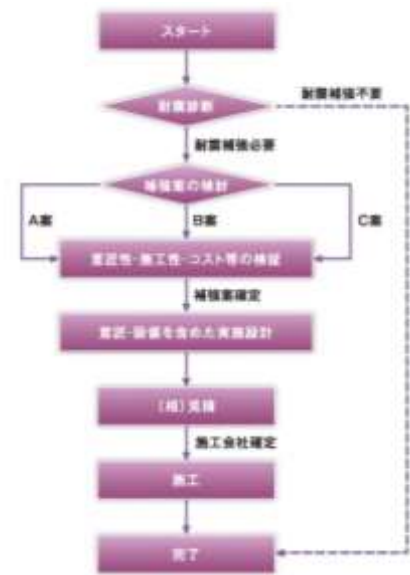 スタート
耐震補強不要
耐震診断
耐震補強必要
補強案の検討
A案
B案
C案
意匠性・施工性・コスト等の検証
補強案確定
意匠・設備を含めた実施設計
(相)見積
施工会社確定
施工
完了